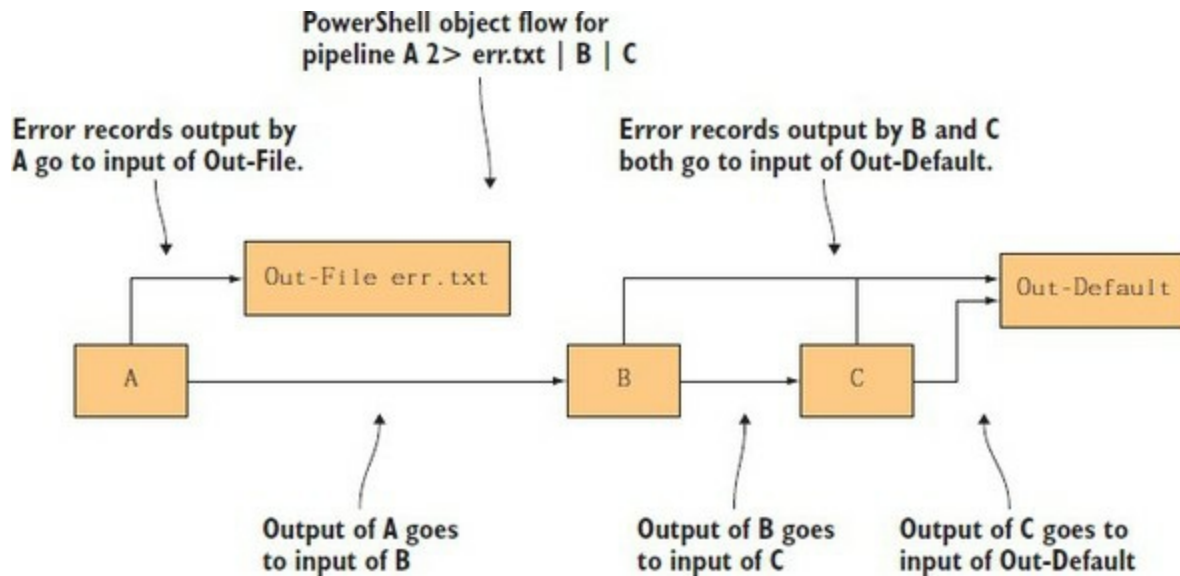 PowerShell object flow for
pipeline A 2> err.txt | B | C
Error records output by
A go to input of Out-File.
Error records output by B and C
both go to input of Out-Default.
Out-File err.txt
Out-Default
A
B
C
Output of A goes
to input of B
Output of B goes
to input of C
Output of C goes to
input of Out-Default